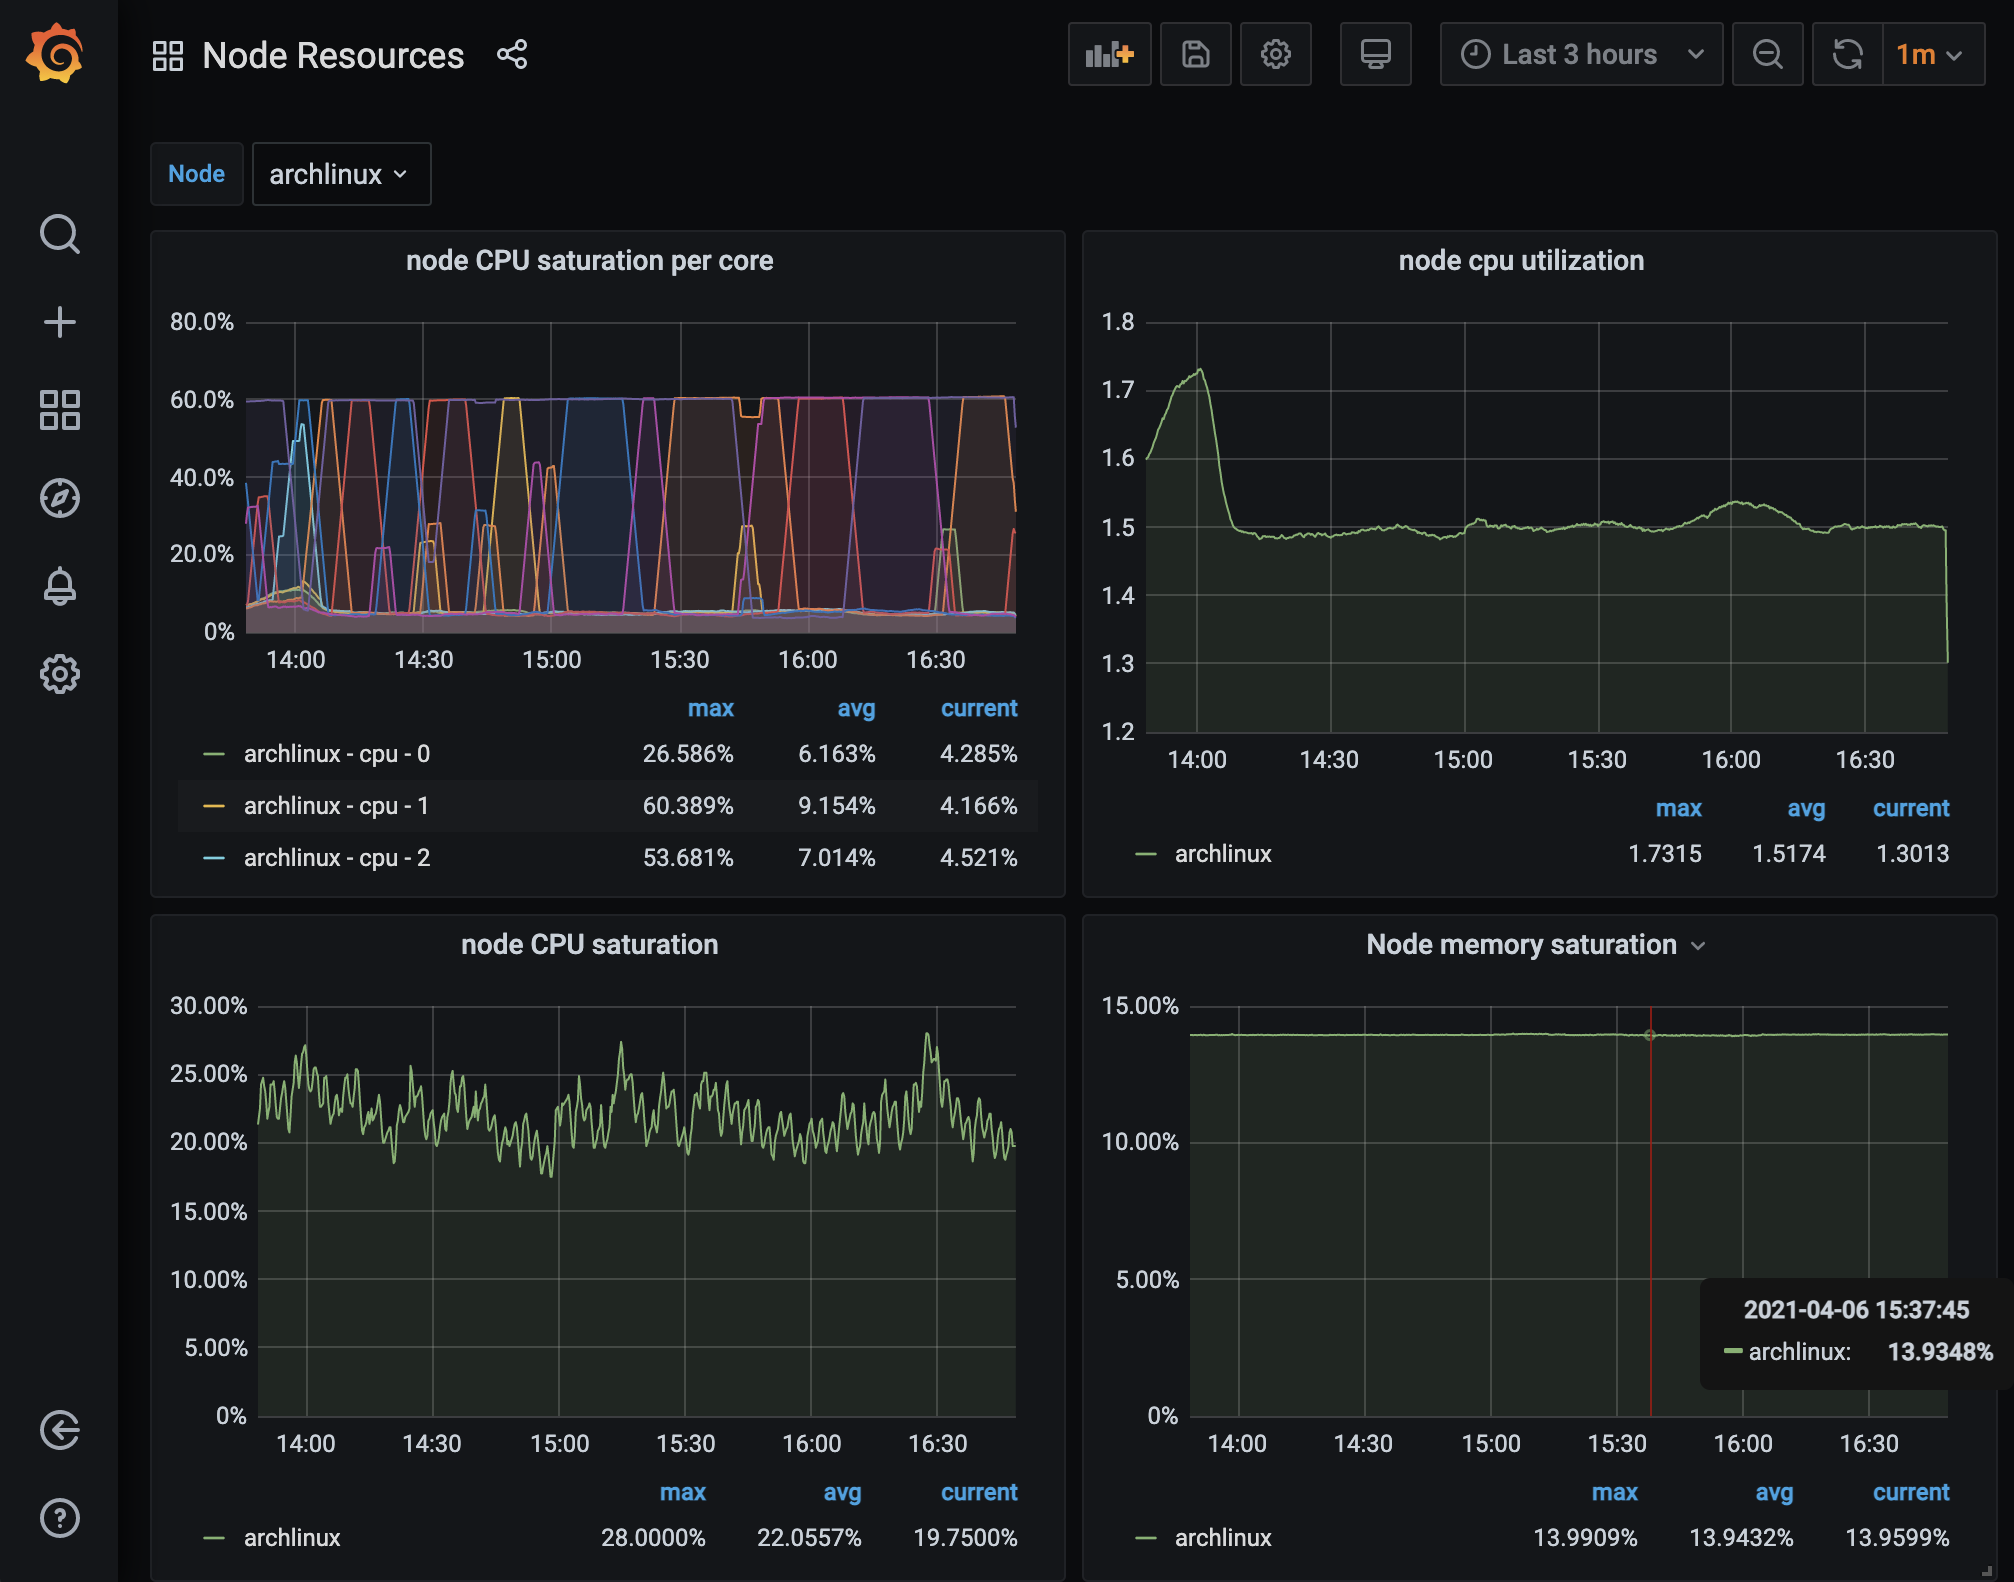 Node Resources
Last 3 hours
1m
Node
archlinux
node CPU saturation per core
80.0%
60.0%
40.0%
20.0%
0%
14:00 14:30 15:00 15:30 16:00 16:30
max avg current
archlinux - cpu - 0 26.586% 6.163% 4.285%
archlinux - cpu - 1 60.389% 9.154% 4.166%
archlinux - cpu - 2 53.681% 7.014% 4.521%
node cpu utilization
1.8
1.7
1.6
1.5
1.4
1.3
1.2
14:00 14:30 15:00 15:30 16:00 16:30
max avg current
archlinux 1.7315 1.5174 1.3013
node CPU saturation
30.00%
25.00%
20.00%
15.00%
10.00%
5.00%
0%
14:00 14:30 15:00 15:30 16:00 16:30
max avg current
archlinux 28.0000% 22.0557% 19.7500%
Node memory saturation
15.00%
10.00%
5.00%
0%
2021-04-06 15:37:45
archlinux: 13.9348%
14:00 14:30 15:00 15:30 16:00 16:30
max avg current
archlinux 13.9909% 13.9432% 13.9599%